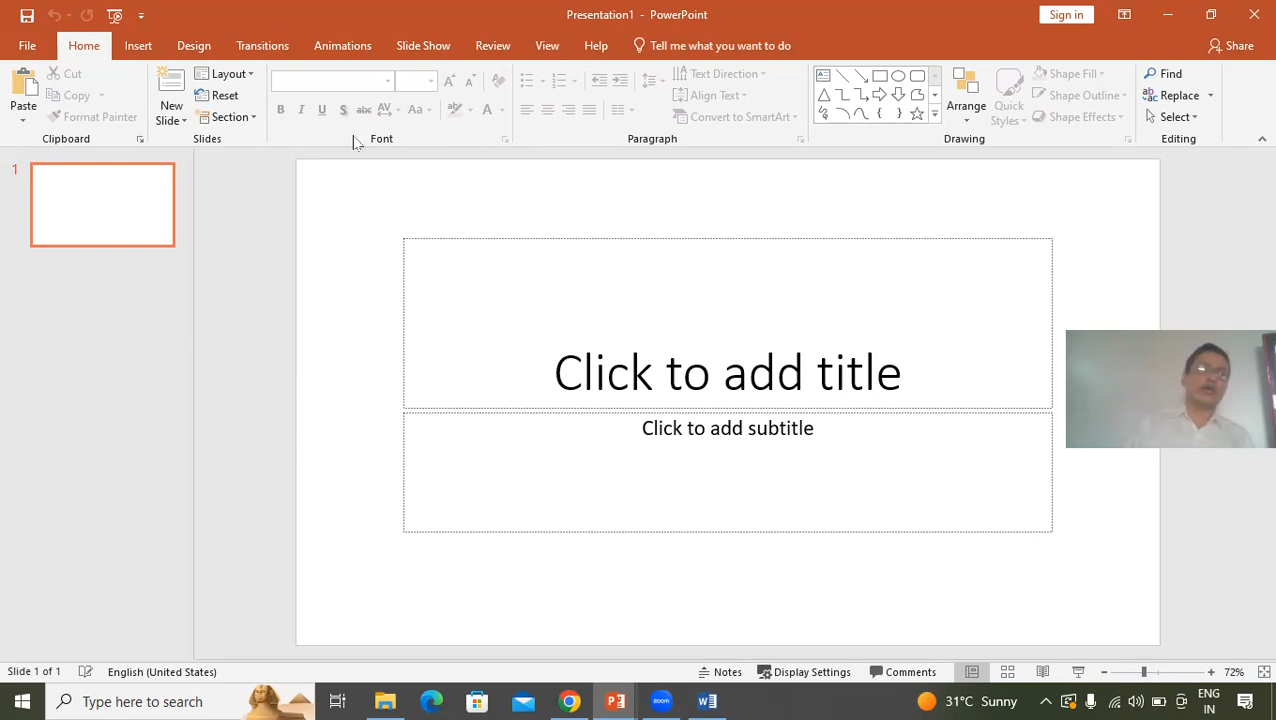 Presentation1 - PowerPoint
Sign in
File Home Insert Design Transitions Animations Slide Show Review View Help Tell me what you want to do Share
Paste
Cut
Copy
Format Painter
Clipboard
New Slide
Layout
Reset
Section
Slides
B I U S abc AV Aa A
Font
Text Direction
Align Text
Convert to SmartArt
Paragraph
Arrange
Quick Styles
Shape Fill
Shape Outline
Shape Effects
Drawing
Find
Replace
Select
Editing
1
Click to add title
Click to add subtitle
Slide 1 of 1 English (United States) Notes Display Settings Comments 72%
Type here to search
zoom
31°C Sunny
ENG
IN